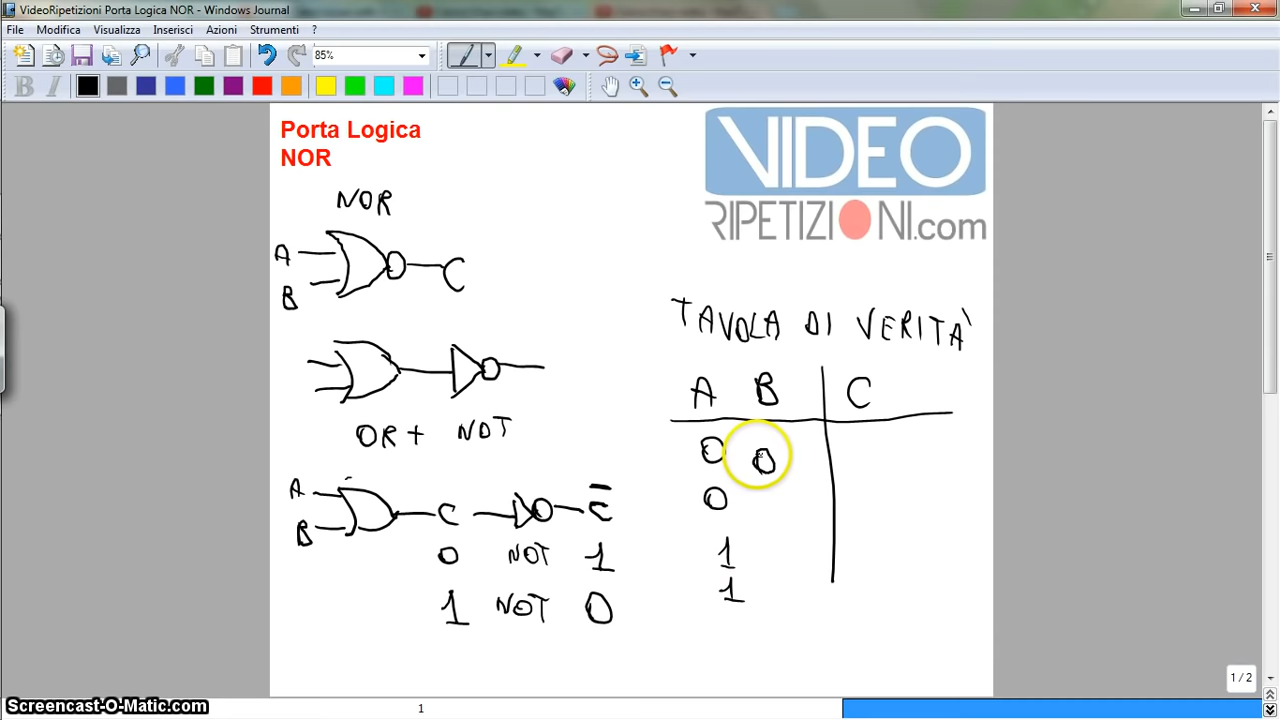 VideoRipetizioni Porta Logica NOR - Windows Journal
File Modifica Visualizza Inserisci Azioni Strumenti ?
85%
B I
Porta Logica
NOR
VIDEO
RIPETIZIONI.com
NOR
A
B
C
OR + NOT
A
B
C C̅
0 NOT 1
1 NOT 0
TAVOLA DI VERITÀ
A B C
0 0
0
1
1
1 / 2
Screencast-O-Matic.com
1